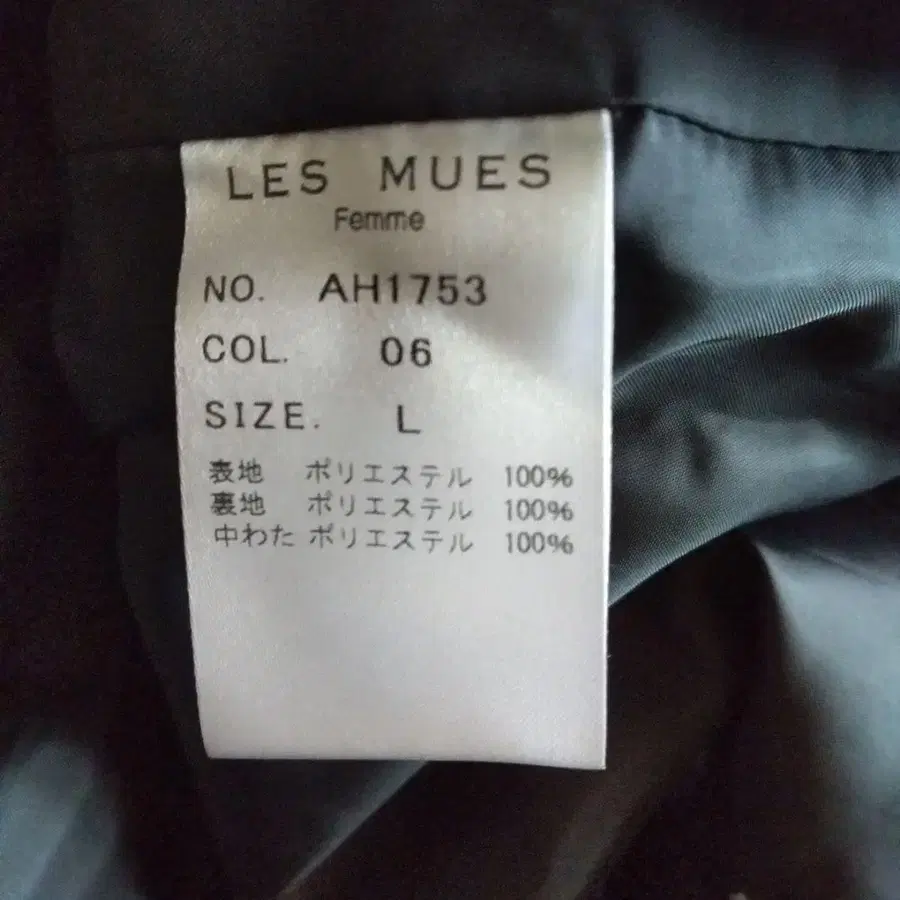 LES MUES
Femme
NO. AH1753
COL. 06
SIZE. L
表地 ポリエステル 100%
裏地 ポリエステル 100%
中わた ポリエステル 100%